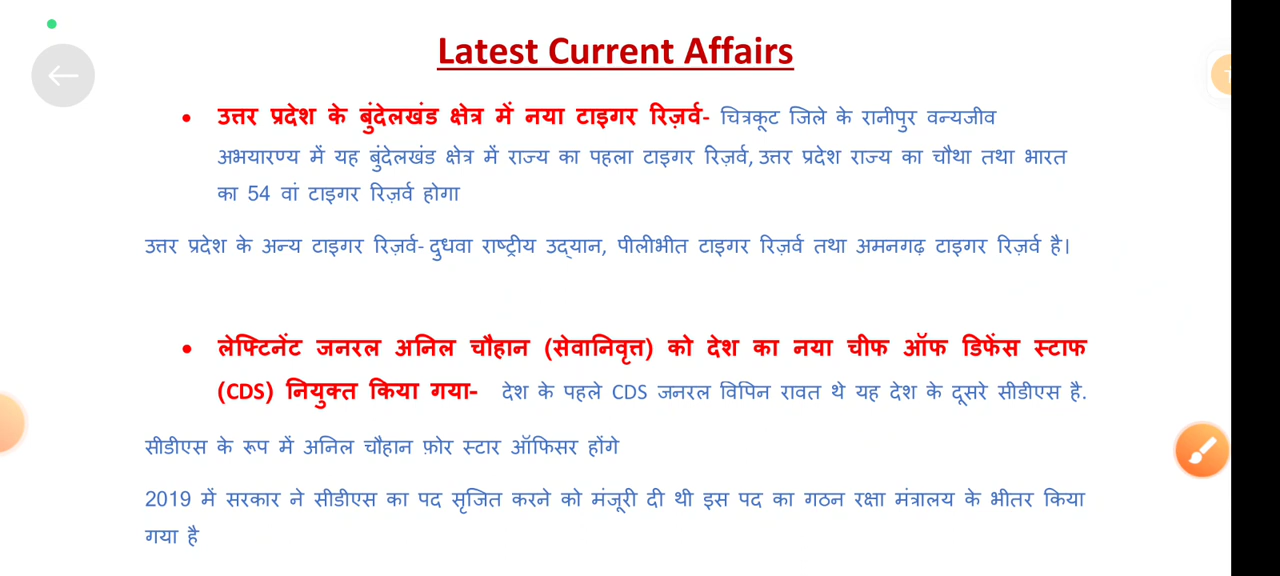 Latest Current Affairs
• उत्तर प्रदेश के बुंदेलखंड क्षेत्र में नया टाइगर रिज़र्व- चित्रकूट जिले के रानीपुर वन्यजीव
अभयारण्य में यह बुंदेलखंड क्षेत्र में राज्य का पहला टाइगर रिज़र्व, उत्तर प्रदेश राज्य का चौथा तथा भारत
का 54 वां टाइगर रिज़र्व होगा
उत्तर प्रदेश के अन्य टाइगर रिज़र्व- दुधवा राष्ट्रीय उद्यान, पीलीभीत टाइगर रिज़र्व तथा अमनगढ़ टाइगर रिज़र्व है।
• लेफ्टिनेंट जनरल अनिल चौहान (सेवानिवृत्त) को देश का नया चीफ ऑफ डिफेंस स्टाफ
(CDS) नियुक्त किया गया- देश के पहले CDS जनरल विपिन रावत थे यह देश के दूसरे सीडीएस है.
सीडीएस के रूप में अनिल चौहान फ़ोर स्टार ऑफिसर होंगे
2019 में सरकार ने सीडीएस का पद सृजित करने को मंजूरी दी थी इस पद का गठन रक्षा मंत्रालय के भीतर किया
गया है